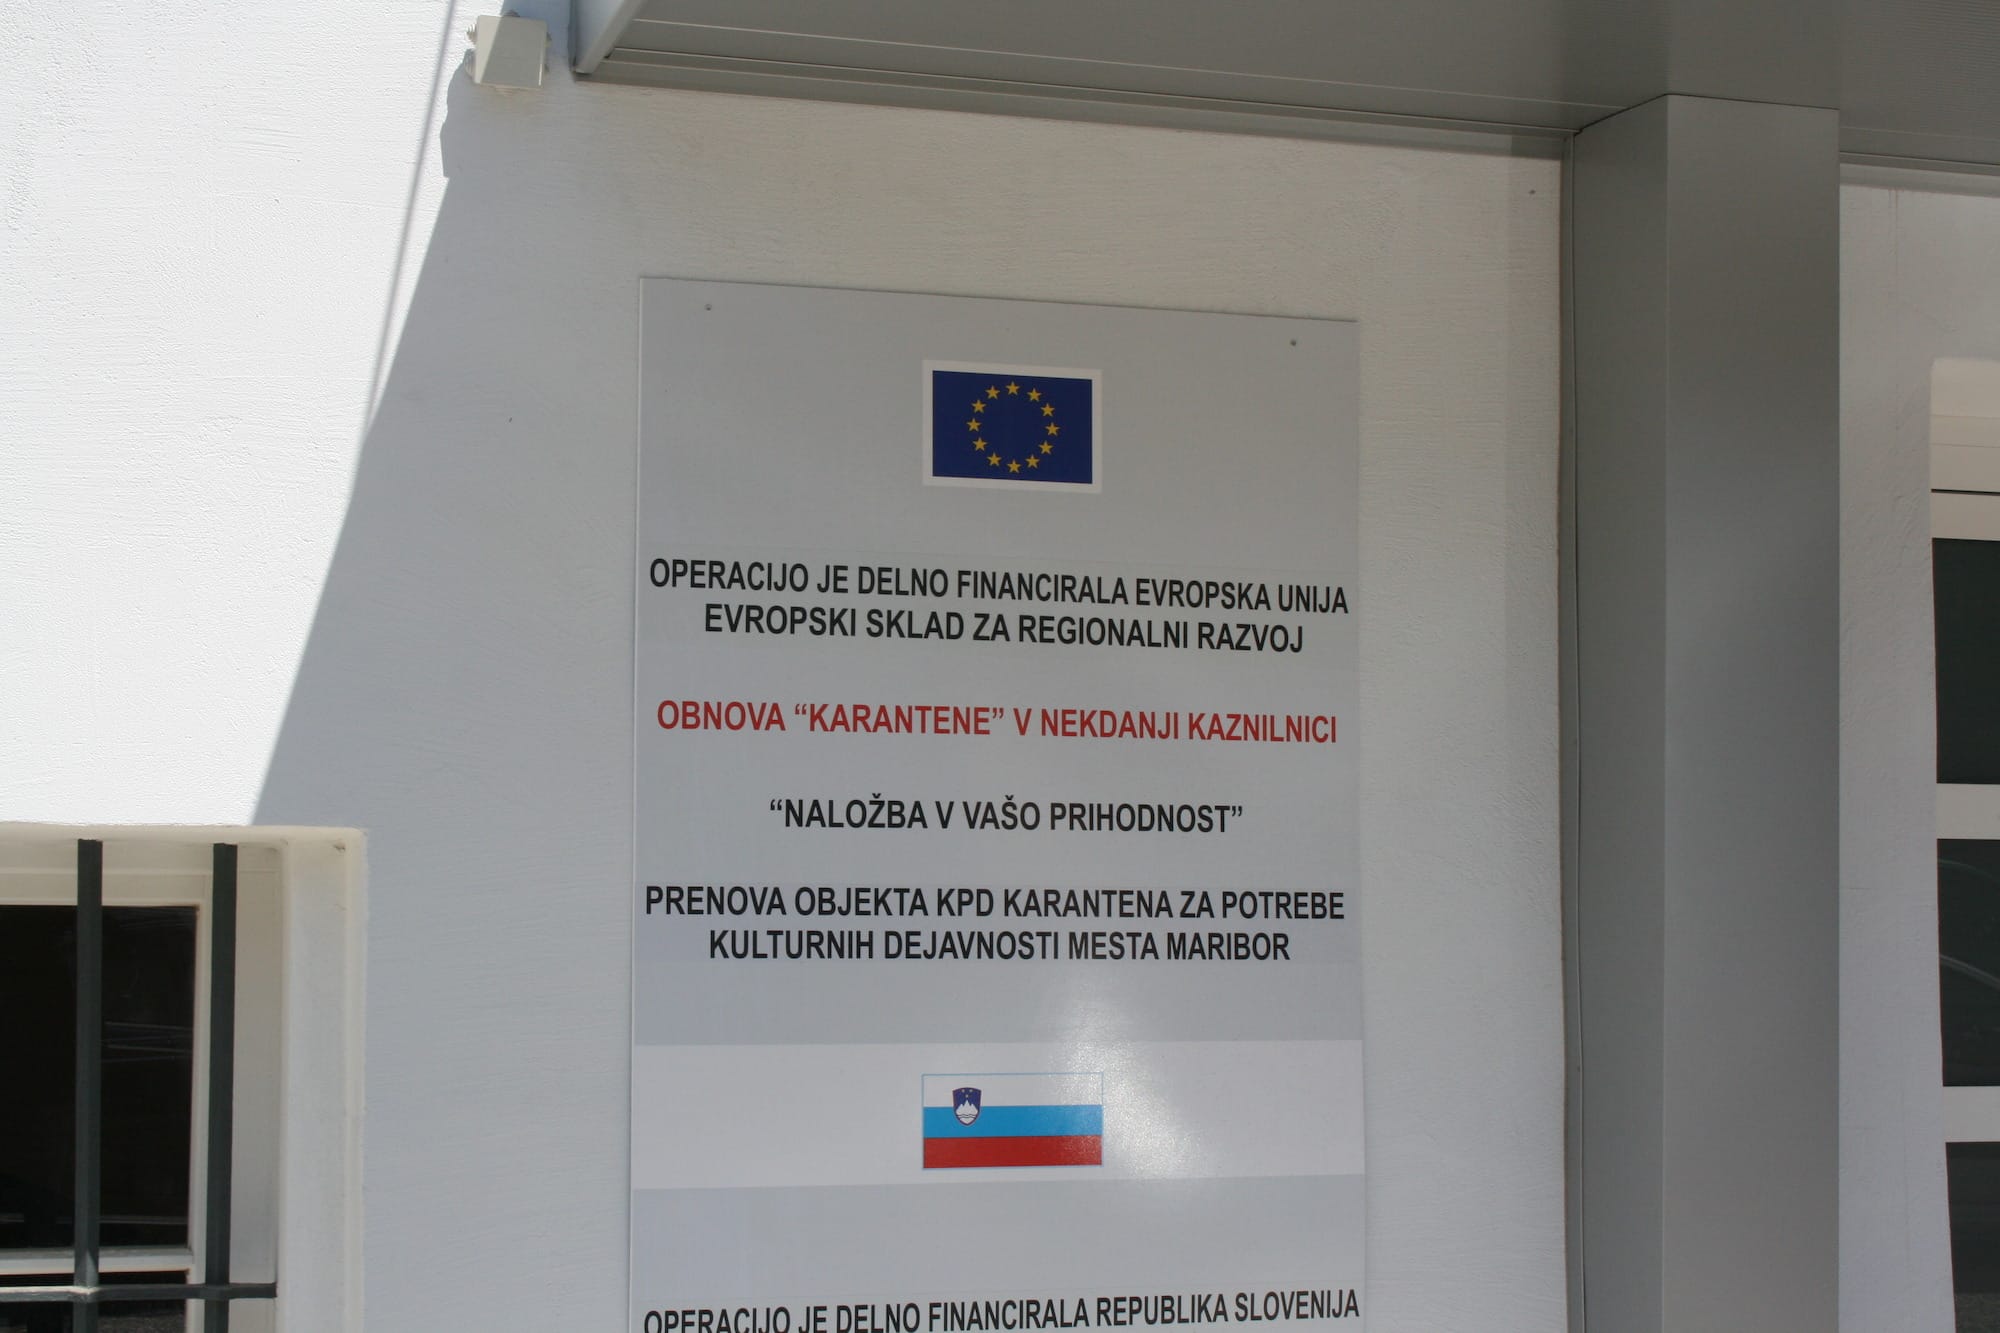 OPERACIJO JE DELNO FINANCIRALA EVROPSKA UNIJA
EVROPSKI SKLAD ZA REGIONALNI RAZVOJ
OBNOVA “KARANTENE” V NEKDANJI KAZNILNICI
“NALOŽBA V VAŠO PRIHODNOST”
PRENOVA OBJEKTA KPD KARANTENA ZA POTREBE
KULTURNIH DEJAVNOSTI MESTA MARIBOR
OPERACIJO JE DELNO FINANCIRALA REPUBLIKA SLOVENIJA